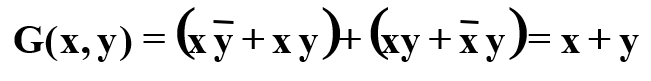 G(x, y) = (x y̅ + x y) + (xy + x̅ y) = x + y